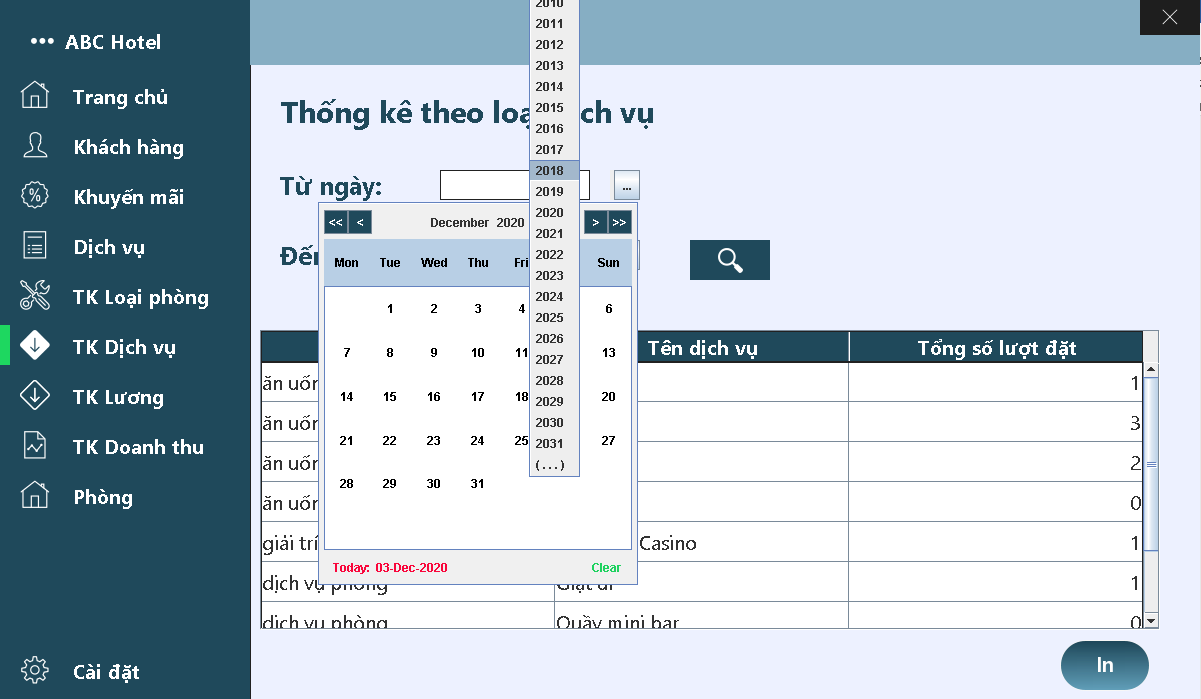 ABC Hotel
Trang chủ
Khách hàng
Khuyến mãi
Dịch vụ
TK Loại phòng
TK Dịch vụ
TK Lương
TK Doanh thu
Phòng
Cài đặt
Thống kê theo vụ
Từ ngày:
...
2010
2011
2012
2013
2014
2015
2016
2017
2018
2019
2020
2021
2022
2023
2024
2025
2026
2027
2028
2029
2030
2031
(...)
<< < December 2020 > >>
Mon Tue Wed Thu Fri Sun
1 2 3 4 6
7 8 9 10 11 13
14 15 16 17 18 20
21 22 23 24 25 27
28 29 30 31
Today: 03-Dec-2020 Clear
Tên dịch vụ Tổng số lượt đặt
ăn 1
ăn 3
ăn 2
ăn 0
giải trí Casino 1
dịch vụ phòng Giặt ủi 1
dịch vụ phòng Quầy mini bar 0
In